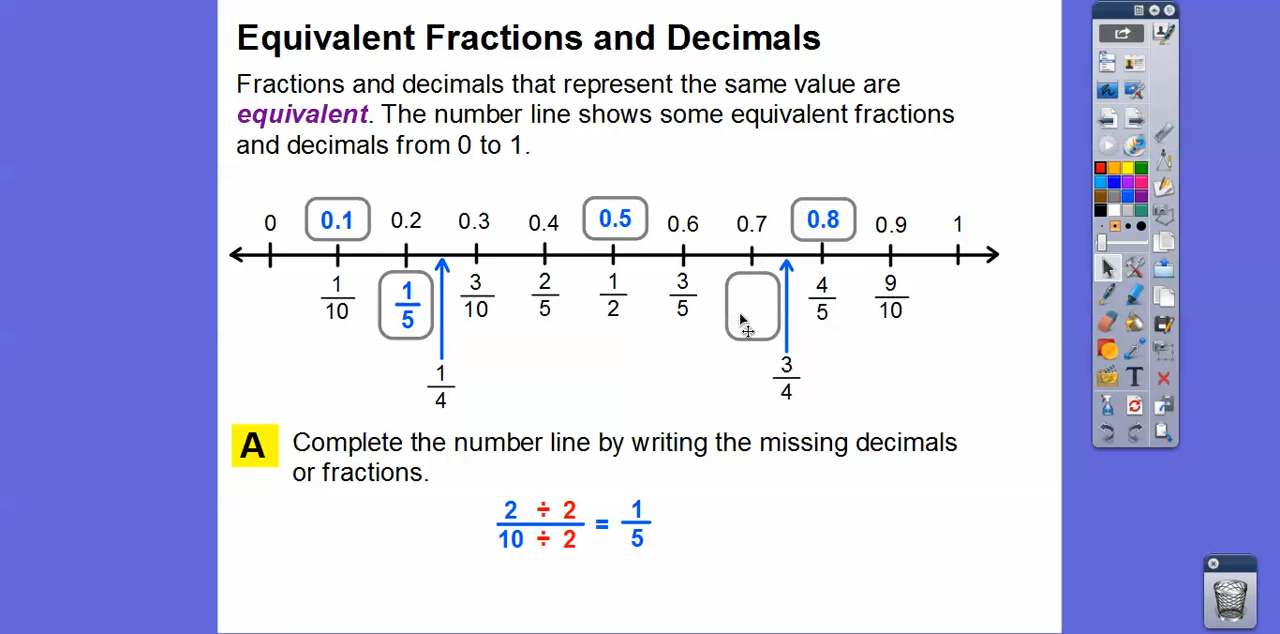 Equivalent Fractions and Decimals
Fractions and decimals that represent the same value are
equivalent. The number line shows some equivalent fractions
and decimals from 0 to 1.
0 0.1 0.2 0.3 0.4 0.5 0.6 0.7 0.8 0.9 1
1/10 1/5 3/10 2/5 1/2 3/5 4/5 9/10
1/4 3/4
A Complete the number line by writing the missing decimals
or fractions.
2 ÷ 2 / 10 ÷ 2 = 1/5
T